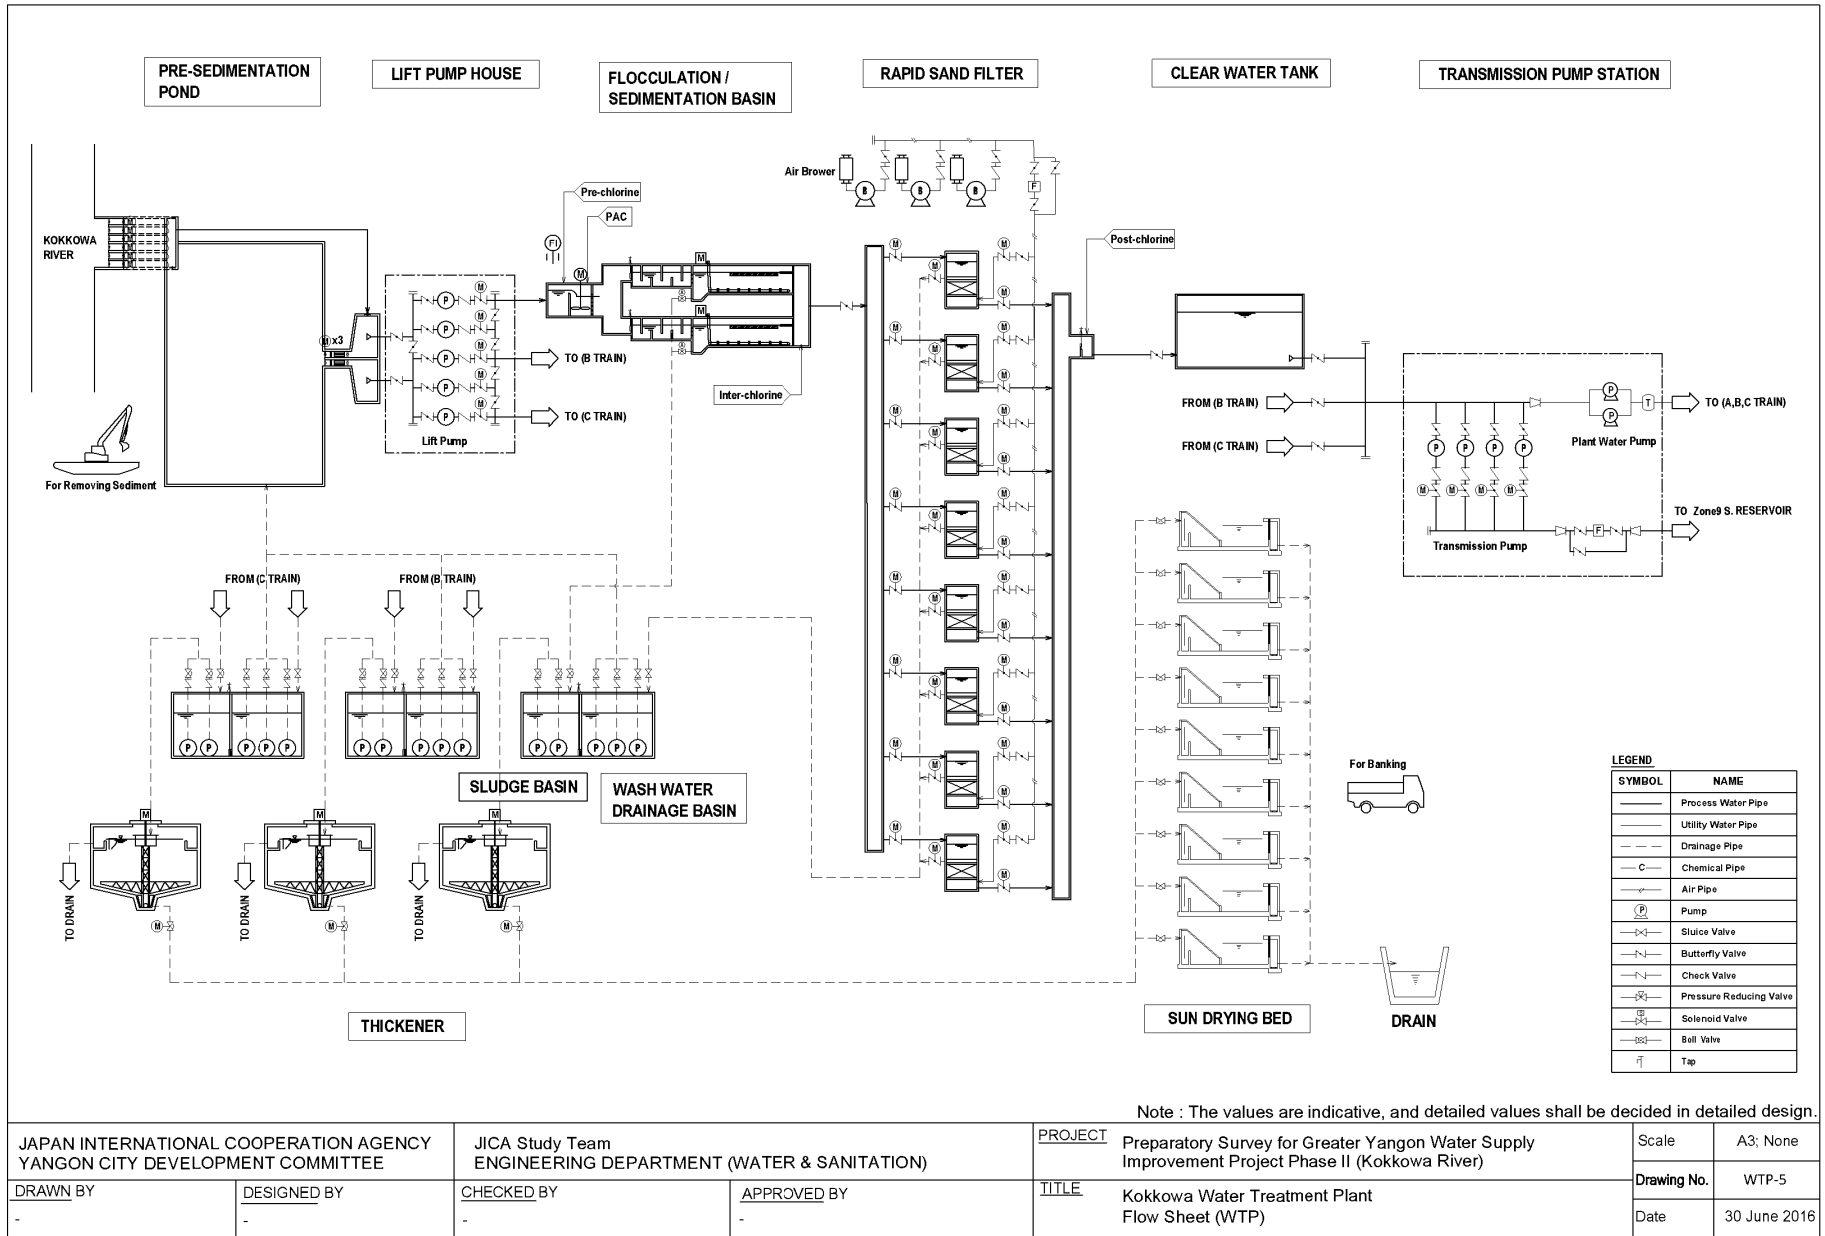 PRE-SEDIMENTATION
POND
LIFT PUMP HOUSE
FLOCCULATION /
SEDIMENTATION BASIN
RAPID SAND FILTER
CLEAR WATER TANK
TRANSMISSION PUMP STATION
Air Brower
B
B
B
F
Pre-chlorine
PAC
FI
M
Post-chlorine
KOKKOWA
RIVER
M x3
P
P
P
P
P
TO (B TRAIN)
TO (C TRAIN)
Lift Pump
Inter-chlorine
For Removing Sediment
FROM (B TRAIN)
FROM (C TRAIN)
P
P
T
TO (A,B,C TRAIN)
Plant Water Pump
P
P
P
P
M
M
M
M
TO Zone9 S. RESERVOIR
F
Transmission Pump
FROM (C TRAIN)
FROM (B TRAIN)
P P P P P
P P P P P
P P P P P
SLUDGE BASIN
WASH WATER
DRAINAGE BASIN
M
M
M
TO DRAIN
TO DRAIN
TO DRAIN
M
M
M
THICKENER
SUN DRYING BED
DRAIN
For Banking
LEGEND
SYMBOL NAME
Process Water Pipe
Utility Water Pipe
Drainage Pipe
C Chemical Pipe
Air Pipe
P Pump
Sluice Valve
Butterfly Valve
Check Valve
Pressure Reducing Valve
S Solenoid Valve
Boll Valve
Tap
Note : The values are indicative, and detailed values shall be decided in detailed design.
JAPAN INTERNATIONAL COOPERATION AGENCY
YANGON CITY DEVELOPMENT COMMITTEE
JICA Study Team
ENGINEERING DEPARTMENT (WATER & SANITATION)
PROJECT
Preparatory Survey for Greater Yangon Water Supply
Improvement Project Phase II (Kokkowa River)
Scale A3; None
DRAWN BY
-
DESIGNED BY
-
CHECKED BY
-
APPROVED BY
-
TITLE
Kokkowa Water Treatment Plant
Flow Sheet (WTP)
Drawing No. WTP-5
Date 30 June 2016